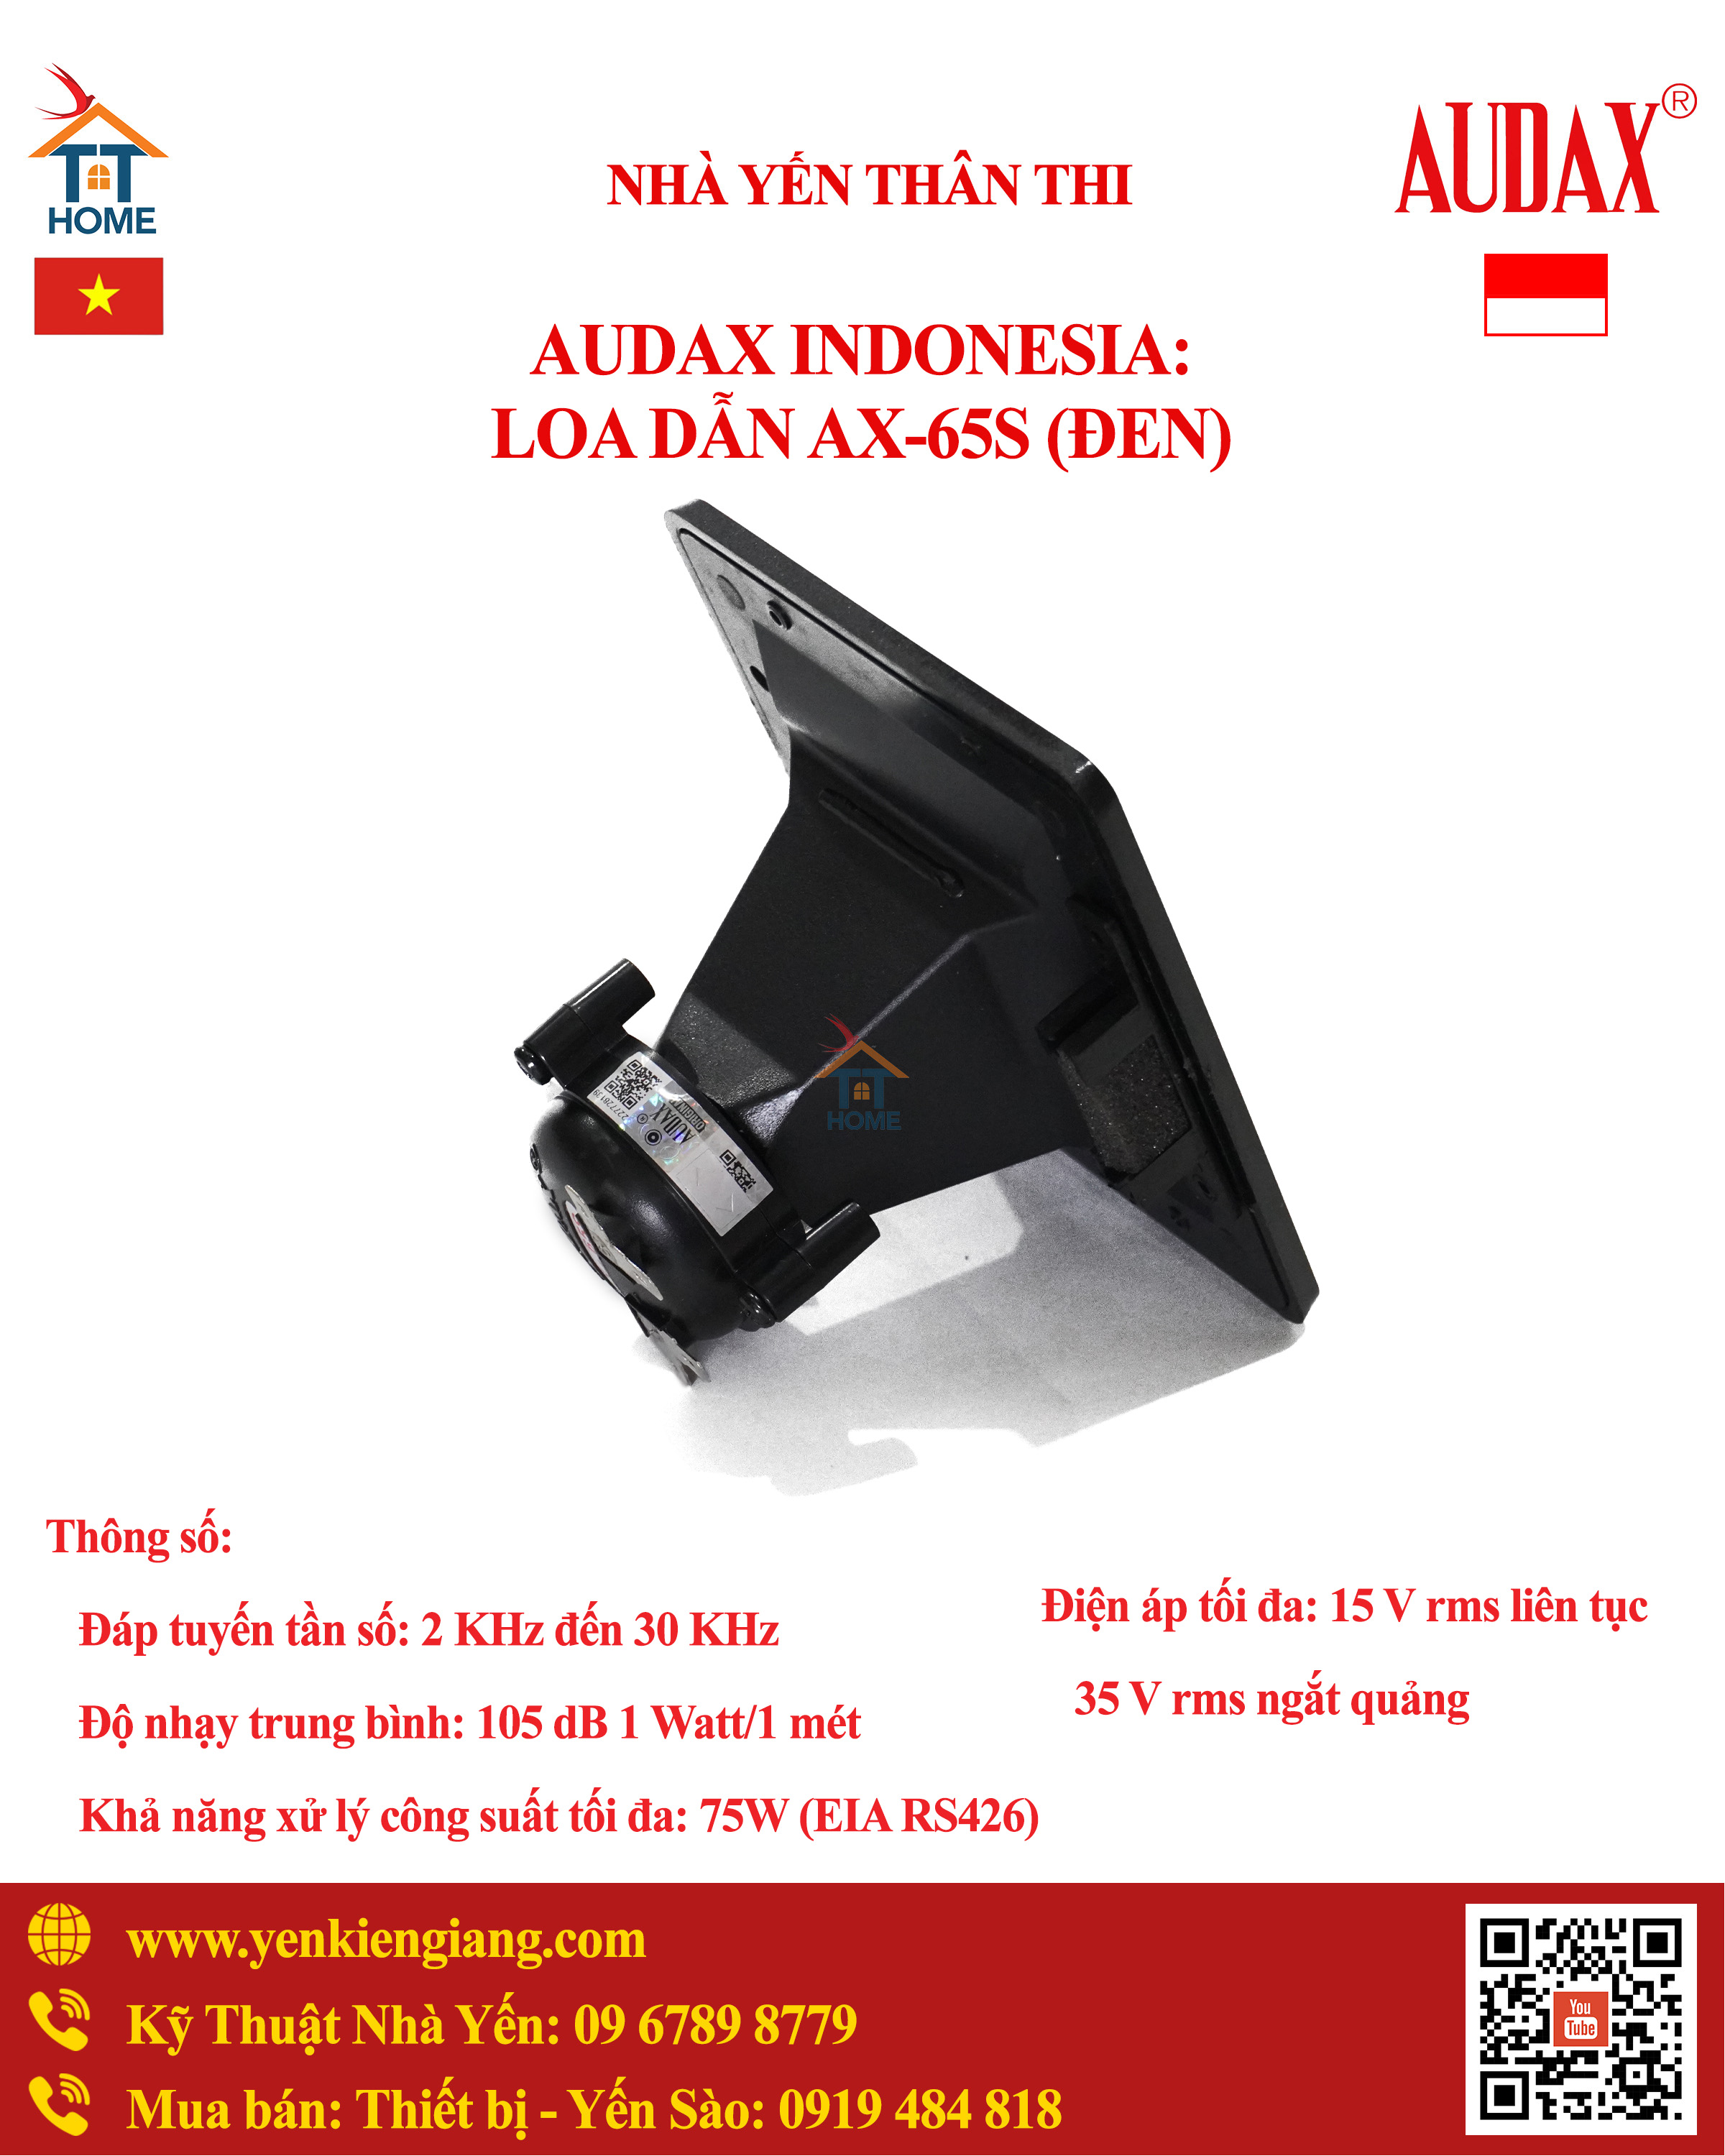 TT
HOME
NHÀ YẾN THÂN THI
AUDAX®
AUDAX INDONESIA:
LOA DẪN AX-65S (ĐEN)
AUDAX
TT
HOME
Thông số:
Đáp tuyến tần số: 2 KHz đến 30 KHz
Độ nhạy trung bình: 105 dB 1 Watt/1 mét
Khả năng xử lý công suất tối đa: 75W (EIA RS426)
Điện áp tối đa: 15 V rms liên tục
35 V rms ngắt quảng
www.yenkiengiang.com
Kỹ Thuật Nhà Yến: 09 6789 8779
Mua bán: Thiết bị - Yến Sào: 0919 484 818
You
Tube